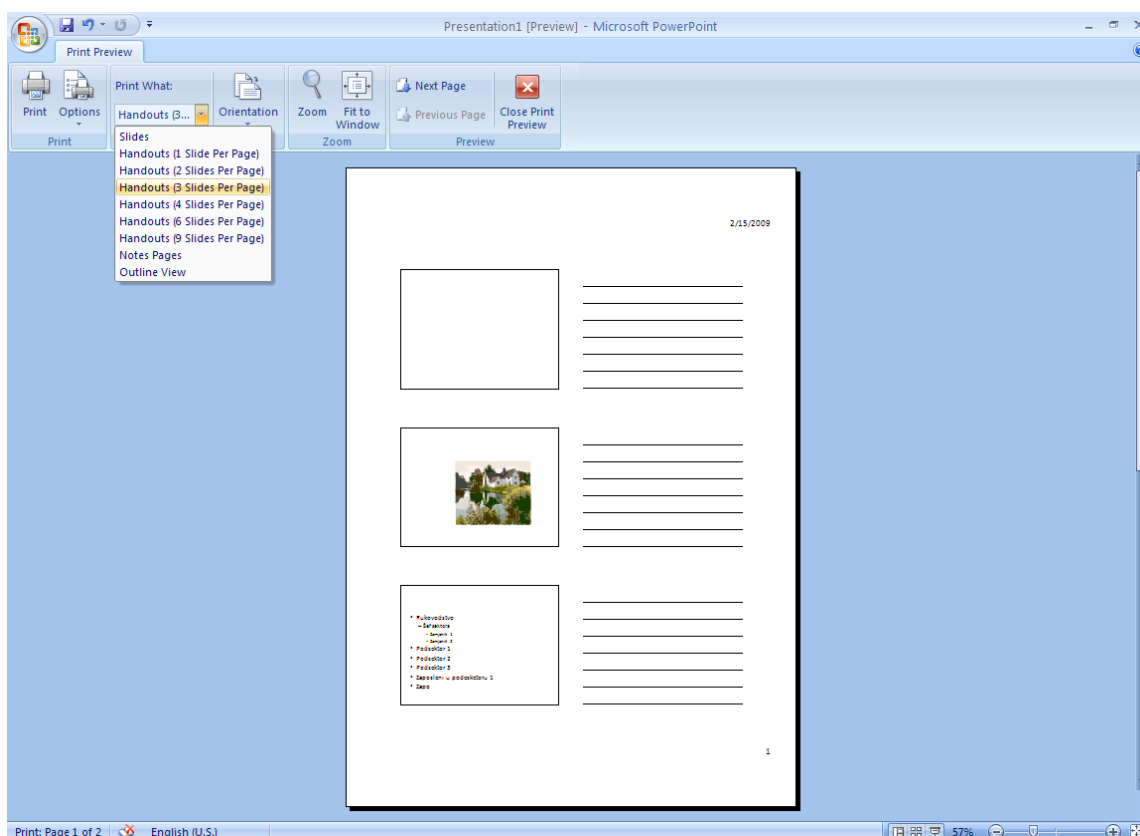 Presentation1 [Preview] - Microsoft PowerPoint
Print Preview
Print What:
Handouts (3...
Print
Options
Orientation
Zoom
Fit to
Window
Next Page
Previous Page
Close Print
Preview
Print
Zoom
Preview
Slides
Handouts (1 Slide Per Page)
Handouts (2 Slides Per Page)
Handouts (3 Slides Per Page)
Handouts (4 Slides Per Page)
Handouts (6 Slides Per Page)
Handouts (9 Slides Per Page)
Notes Pages
Outline View
2/15/2009
• Rukovodstvo
– Šef sektora
• Podsektor 1
• Podsektor 2
• Podsektor 3
• Zaposleni u podsektoru 1
• Zapo
1
Print: Page 1 of 2
English (U.S.)
57%